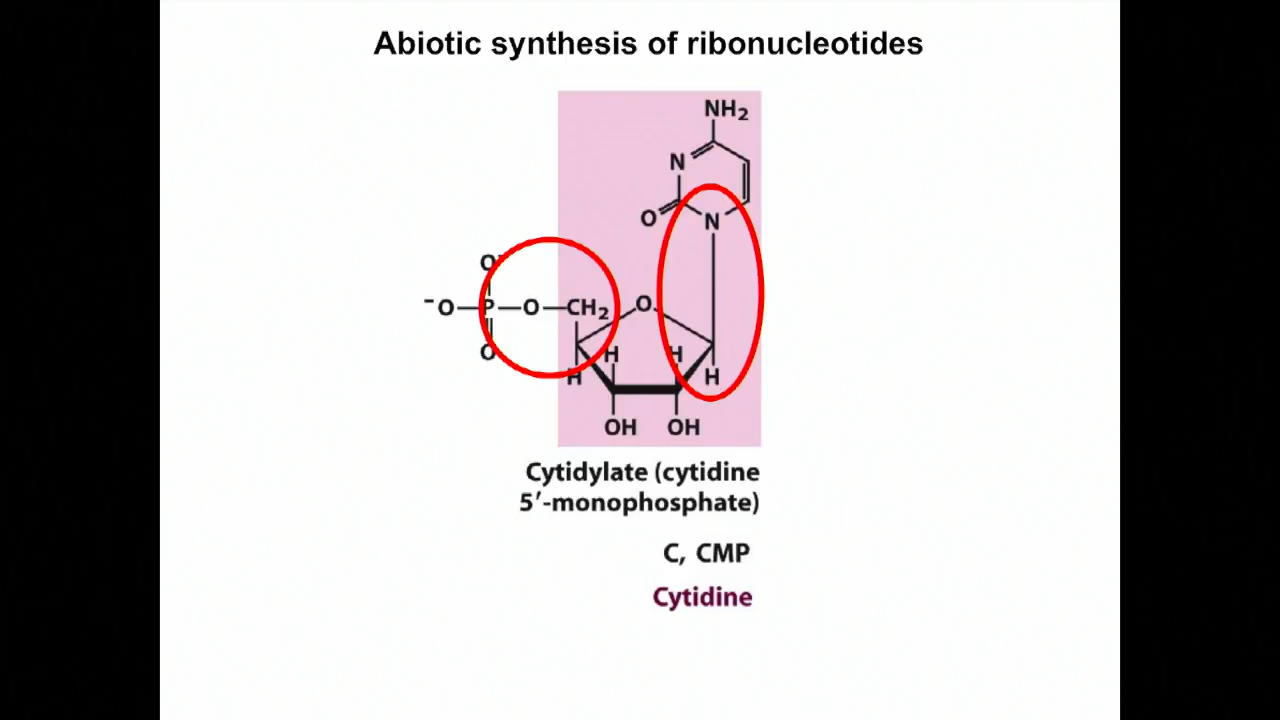 Abiotic synthesis of ribonucleotides
NH₂
N
O
N
O⁻
⁻O P O CH₂ O
O
H H
H H
OH OH
Cytidylate (cytidine
5′-monophosphate)
C, CMP
Cytidine